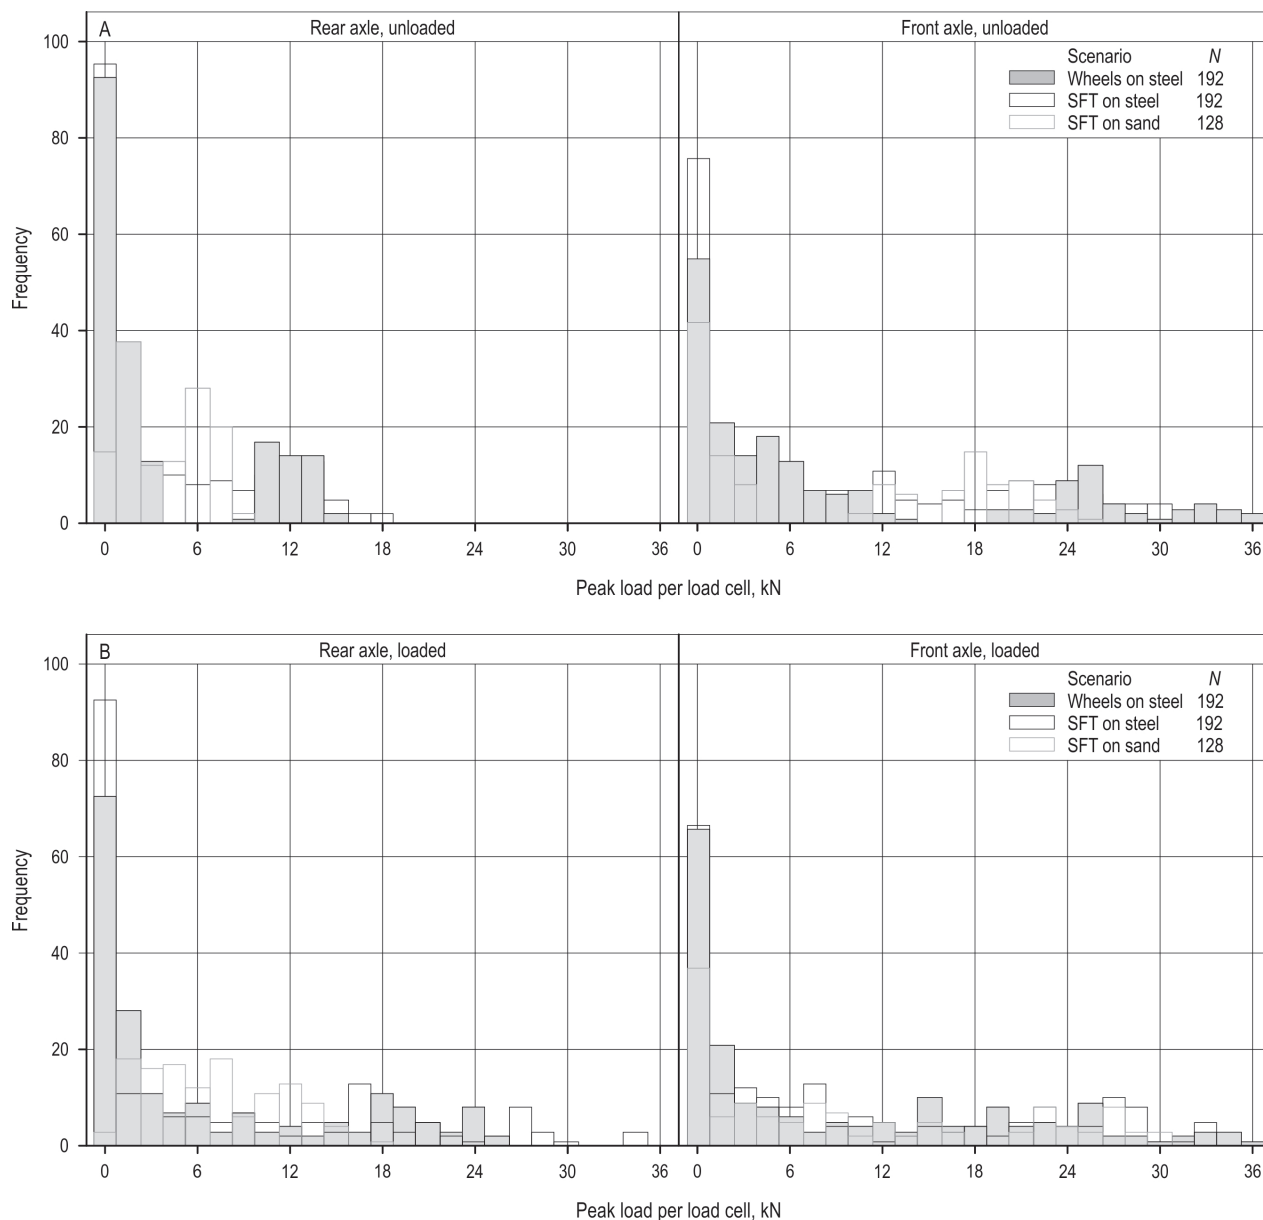 A
Rear axle, unloaded
Front axle, unloaded
100
80
60
40
20
0
Frequency
Scenario N
Wheels on steel 192
SFT on steel 192
SFT on sand 128
0 6 12 18 24 30 36 0 6 12 18 24 30 36
Peak load per load cell, kN
B
Rear axle, loaded
Front axle, loaded
100
80
60
40
20
0
Frequency
Scenario N
Wheels on steel 192
SFT on steel 192
SFT on sand 128
0 6 12 18 24 30 36 0 6 12 18 24 30 36
Peak load per load cell, kN